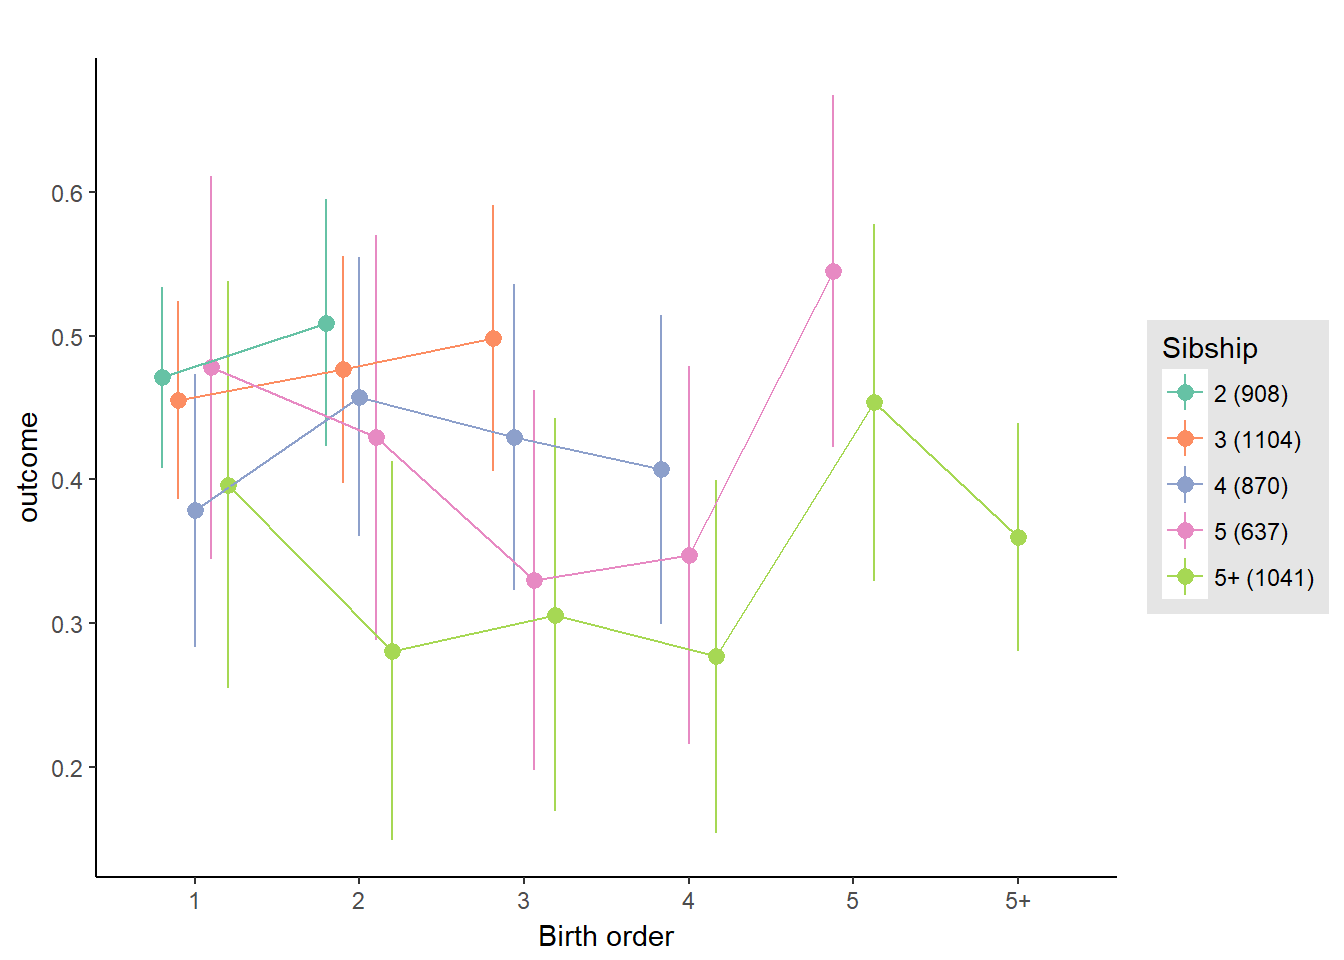 outcome
0.6
0.5
0.4
0.3
0.2
1 2 3 4 5 5+
Birth order
Sibship
2 (908)
3 (1104)
4 (870)
5 (637)
5+ (1041)